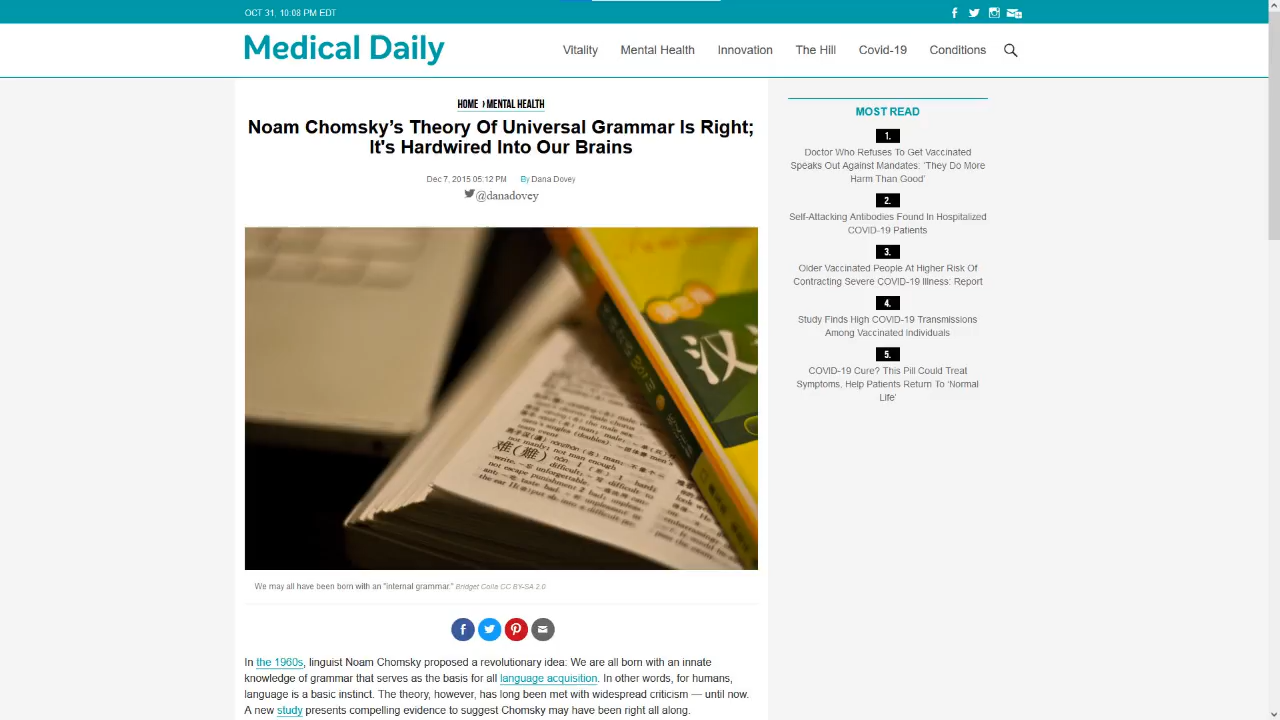 OCT 31, 10:08 PM EDT
Medical Daily
Vitality Mental Health Innovation The Hill Covid-19 Conditions
HOME › MENTAL HEALTH
Noam Chomsky’s Theory Of Universal Grammar Is Right;
It's Hardwired Into Our Brains
Dec 7, 2015 05:12 PM By Dana Dovey
@danadovey
汉
难(難)
We may all have been born with an "internal grammar." Bridget Colla CC BY-SA 2.0
In the 1960s, linguist Noam Chomsky proposed a revolutionary idea: We are all born with an innate
knowledge of grammar that serves as the basis for all language acquisition. In other words, for humans,
language is a basic instinct. The theory, however, has long been met with widespread criticism — until now.
A new study presents compelling evidence to suggest Chomsky may have been right all along.
MOST READ
1.
Doctor Who Refuses To Get Vaccinated
Speaks Out Against Mandates: ‘They Do More
Harm Than Good’
2.
Self-Attacking Antibodies Found In Hospitalized
COVID-19 Patients
3.
Older Vaccinated People At Higher Risk Of
Contracting Severe COVID-19 Illness: Report
4.
Study Finds High COVID-19 Transmissions
Among Vaccinated Individuals
5.
COVID-19 Cure? This Pill Could Treat
Symptoms, Help Patients Return To ‘Normal
Life’